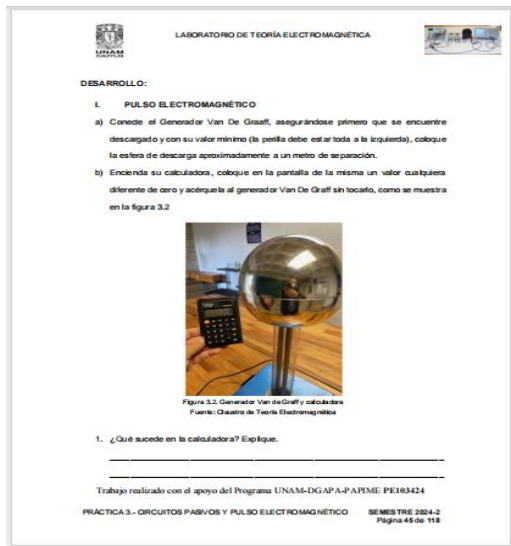 UNAM
CUAUTITLÁN
LABORATORIO DE TEORÍA ELECTROMAGNÉTICA
DESARROLLO:
I. PULSO ELECTROMAGNÉTICO
a) Conecte el Generador Van De Graaff, asegurándose primero que se encuentre
descargado y con su valor mínimo (la perilla debe estar toda a la izquierda), coloque
la esfera de descarga aproximadamente a un metro de separación.
b) Encienda su calculadora, coloque en la pantalla de la misma un valor cualquiera
diferente de cero y acérquela al generador Van De Graff sin tocarlo, como se muestra
en la figura 3.2
Figura 3.2. Generador Van de Graff y calculadora
Fuente: Claustro de Teoría Electromagnética
1. ¿Qué sucede en la calculadora? Explique.
Trabajo realizado con el apoyo del Programa UNAM-DGAPA-PAPIME PE103424
PRÁCTICA 3.- CIRCUITOS PASIVOS Y PULSO ELECTROMAGNÉTICO SEMESTRE 2024-2
Página 45 de 118